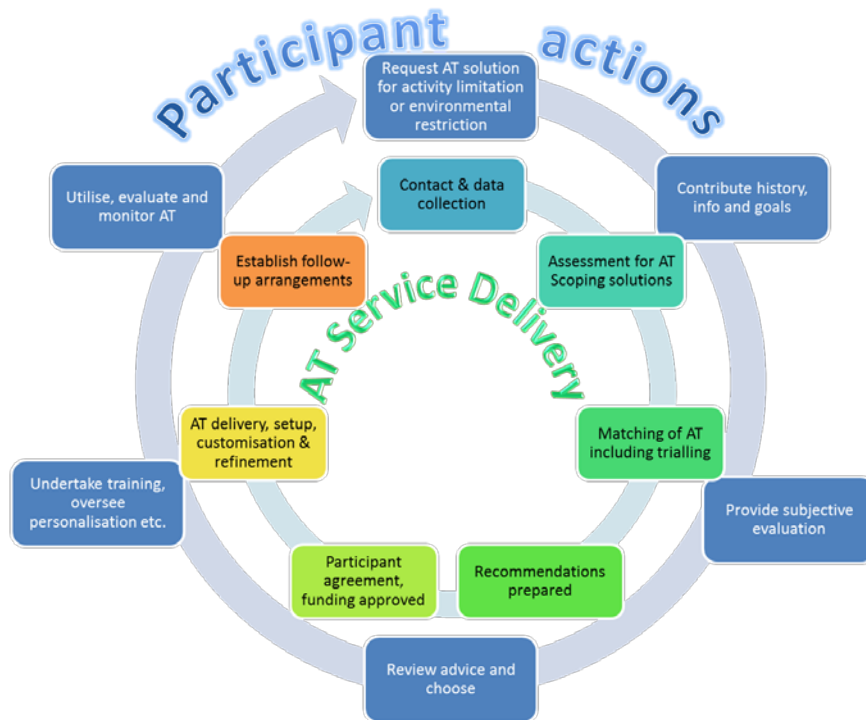 Participant actions
Request AT solution
for activity limitation
or environmental
restriction
Contribute history,
info and goals
Provide subjective
evaluation
Review advice and
choose
Undertake training,
oversee
personalisation etc.
Utilise, evaluate and
monitor AT
AT Service Delivery
Contact & data
collection
Assessment for AT
Scoping solutions
Matching of AT
including trialling
Recommendations
prepared
Participant
agreement,
funding approved
AT delivery, setup,
customisation &
refinement
Establish follow-
up arrangements